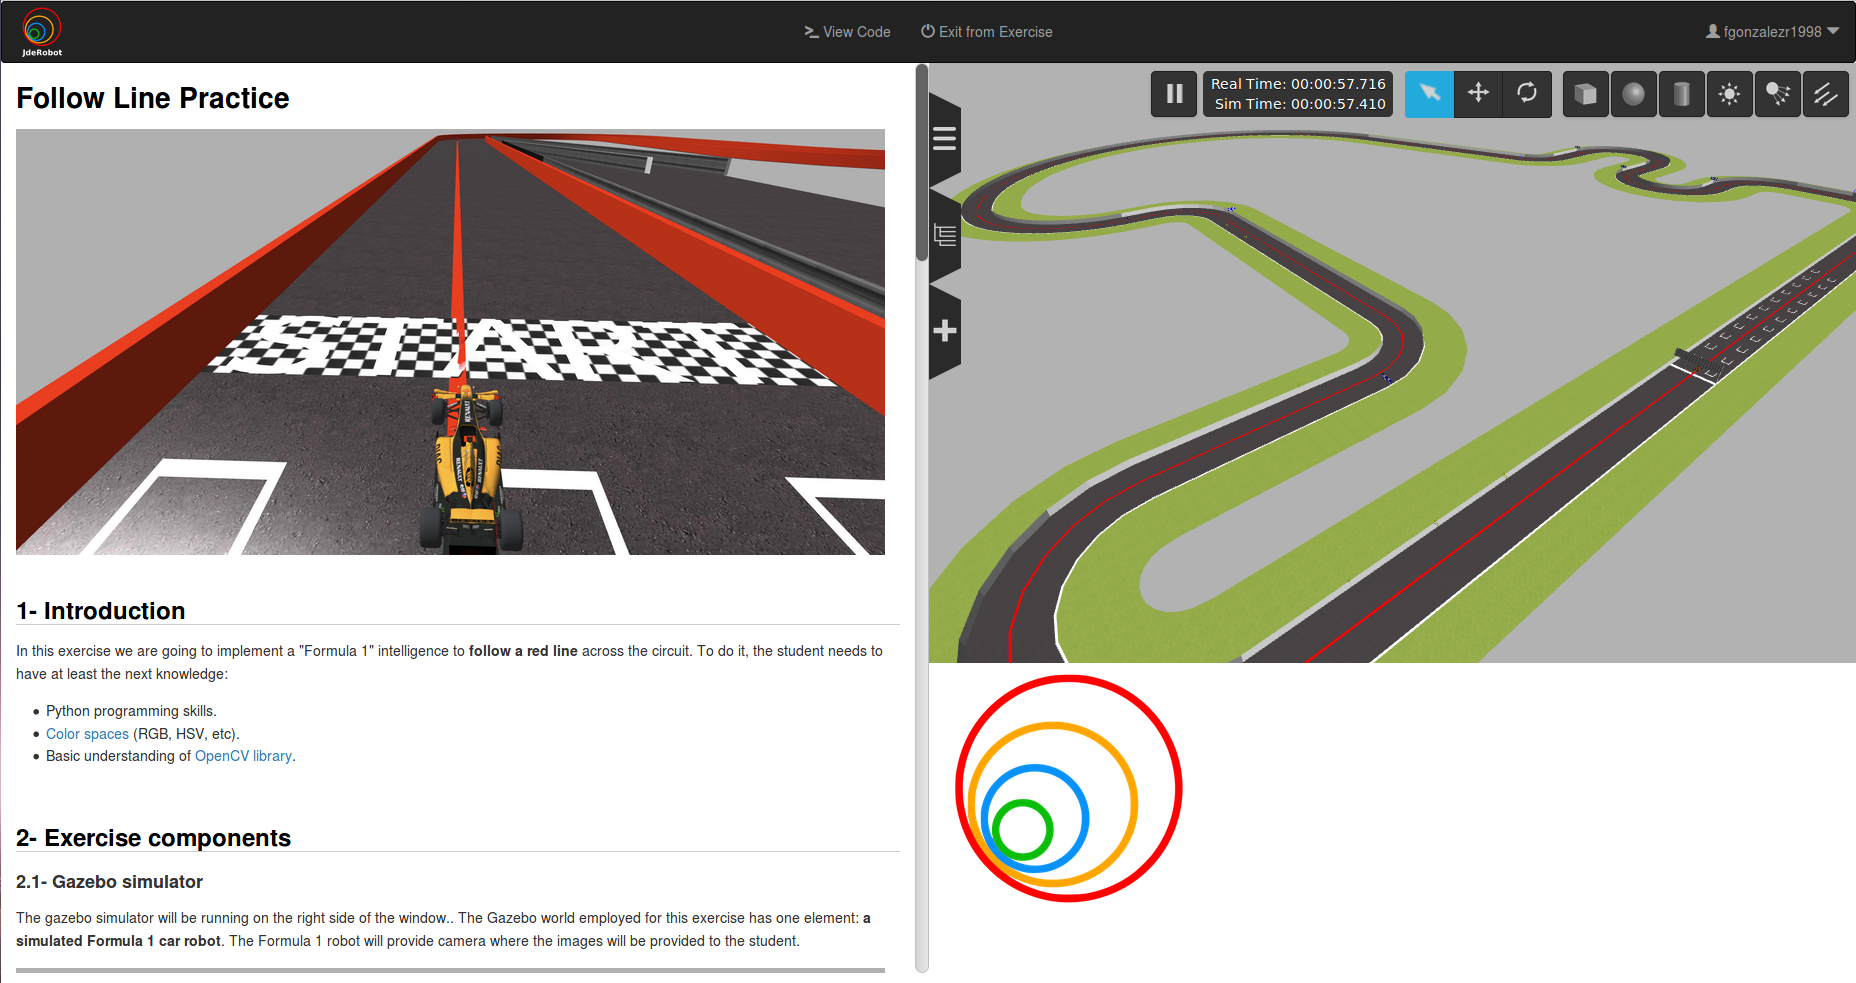 JdeRobot
View Code
Exit from Exercise
fgonzalezr1998
Follow Line Practice
START
RENAULT
1- Introduction
In this exercise we are going to implement a "Formula 1" intelligence to follow a red line across the circuit. To do it, the student needs to
have at least the next knowledge:
Python programming skills.
Color spaces (RGB, HSV, etc).
Basic understanding of OpenCV library.
2- Exercise components
2.1- Gazebo simulator
The gazebo simulator will be running on the right side of the window.. The Gazebo world employed for this exercise has one element: a
simulated Formula 1 car robot. The Formula 1 robot will provide camera where the images will be provided to the student.
Real Time: 00:00:57.716
Sim Time: 00:00:57.410